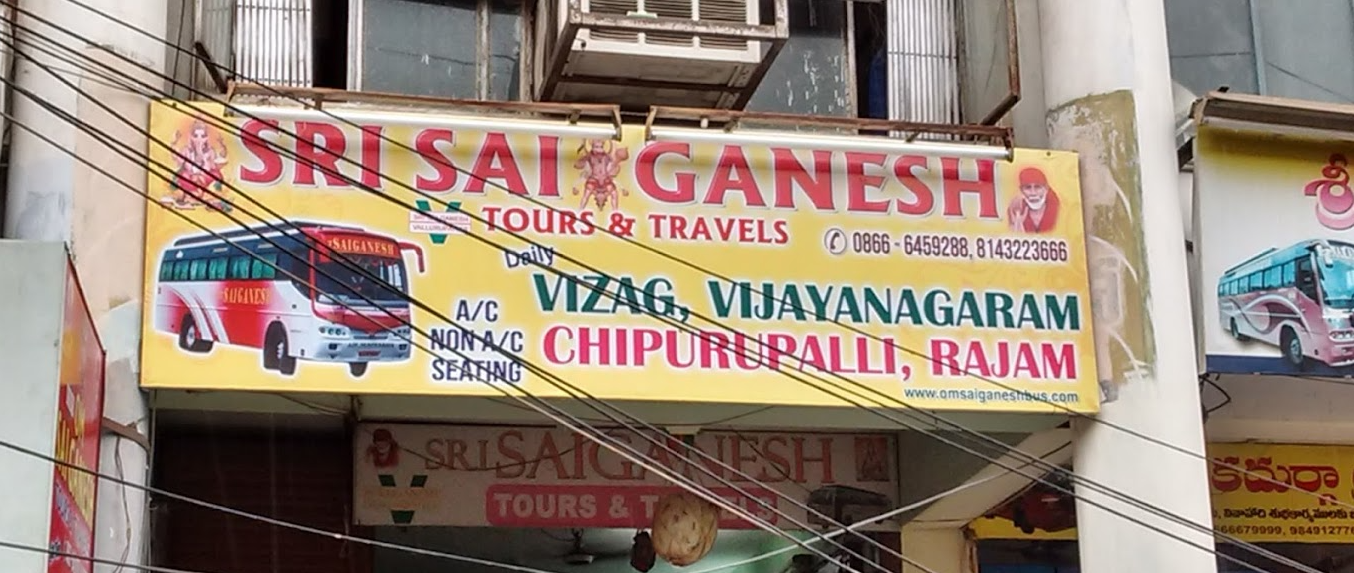 SRI SAI GANESH
TOURS & TRAVELS
0866 - 6459288, 8143223666
Daily
VIZAG, VIJAYANAGARAM
CHIPURUPALLI, RAJAM
A/C
NON A/C
SEATING
www.omsaiganeshbus.com
SAIGANESH
SAIGANESH
SRI SAIGANESH
TOURS & TRAVELS
శ్రీ